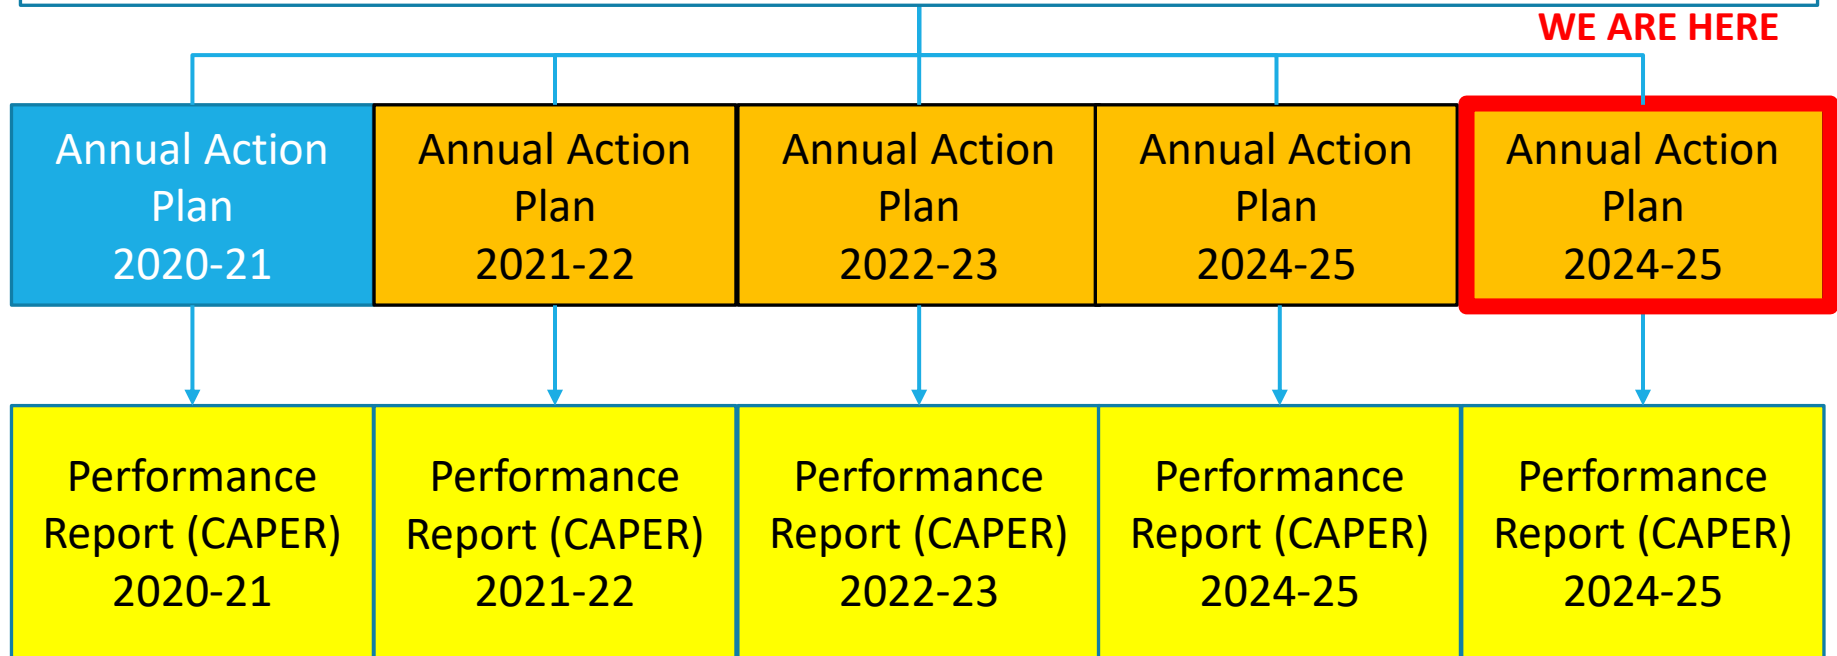 WE ARE HERE
Annual Action
Plan
2020-21
Annual Action
Plan
2021-22
Annual Action
Plan
2022-23
Annual Action
Plan
2024-25
Annual Action
Plan
2024-25
Performance
Report (CAPER)
2020-21
Performance
Report (CAPER)
2021-22
Performance
Report (CAPER)
2022-23
Performance
Report (CAPER)
2024-25
Performance
Report (CAPER)
2024-25